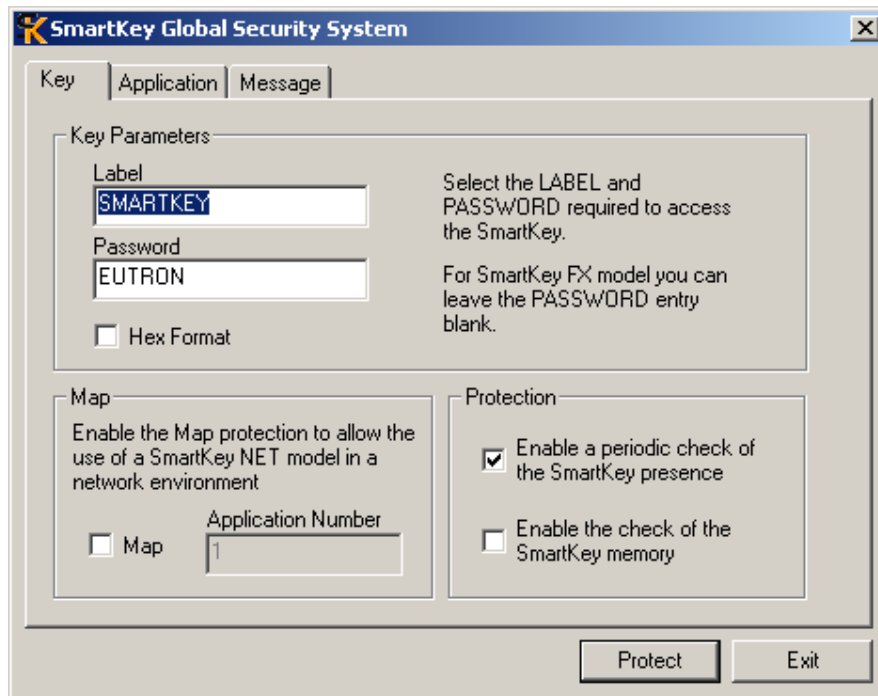 SmartKey Global Security System
Key
Application
Message
Key Parameters
Label
SMARTKEY
Password
EUTRON
Hex Format
Select the LABEL and
PASSWORD required to access
the SmartKey.
For SmartKey FX model you can
leave the PASSWORD entry
blank.
Map
Enable the Map protection to allow the
use of a SmartKey NET model in a
network environment
Map
Application Number
1
Protection
Enable a periodic check of
the SmartKey presence
Enable the check of the
SmartKey memory
Protect
Exit